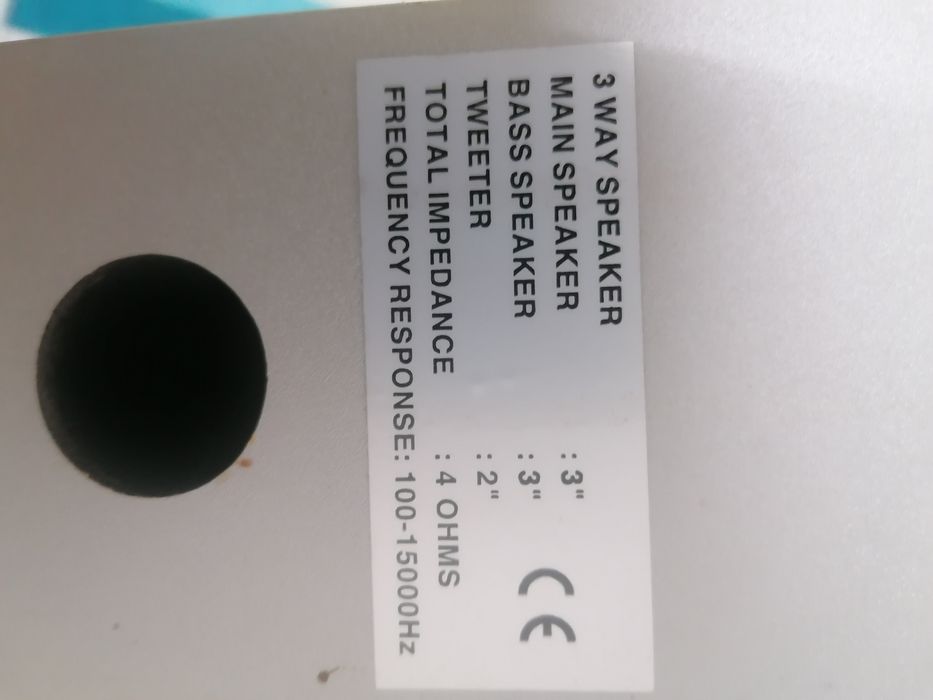 3 WAY SPEAKER
MAIN SPEAKER : 3"
BASS SPEAKER : 3"
TWEETER : 2"
TOTAL IMPEDANCE : 4 OHMS
FREQUENCY RESPONSE: 100-15000Hz
CE